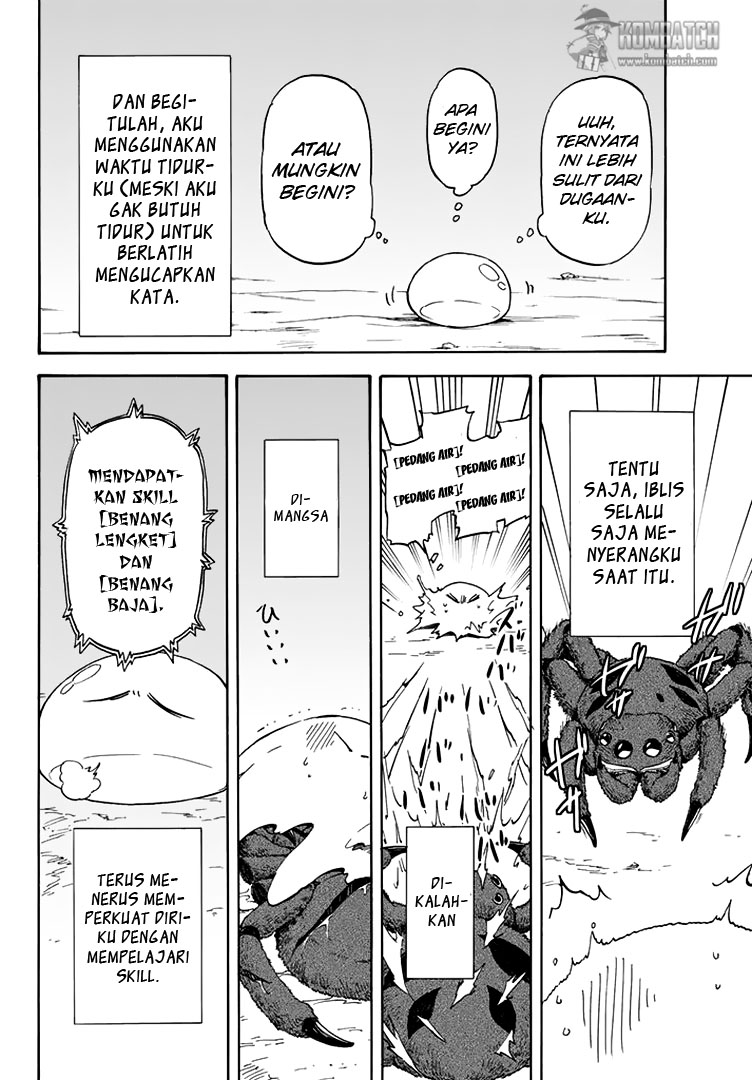 KOMBATCH
www.kombatch.com
UUH,
TERNYATA
INI LEBIH
SULIT DARI
DUGAAN-
KU.
APA
BEGINI
YA?
ATAU
MUNGKIN
BEGINI?
DAN BEGI-
TULAH, AKU
MENGGUNAKAN
WAKTU TIDUR-
KU (MESKI AKU
GAK BUTUH
TIDUR) UNTUK
BERLATIH
MENGUCAPKAN
KATA.
TENTU
SAJA, IBLIS
SELALU
SAJA ME-
NYERANGKU
SAAT ITU.
[PEDANG AIR]!
[PEDANG AIR]!
[PEDANG AIR]!
[PEDANG AIR]!
DI-
KALAH-
KAN
DI-
MANGSA
MENDAPAT-
KAN SKILL
[BENANG
LENGKET]
DAN
[BENANG
BAJA].
TERUS ME-
NERUS MEM-
PERKUAT DIRI-
KU DENGAN
MEMPELAJARI
SKILL.